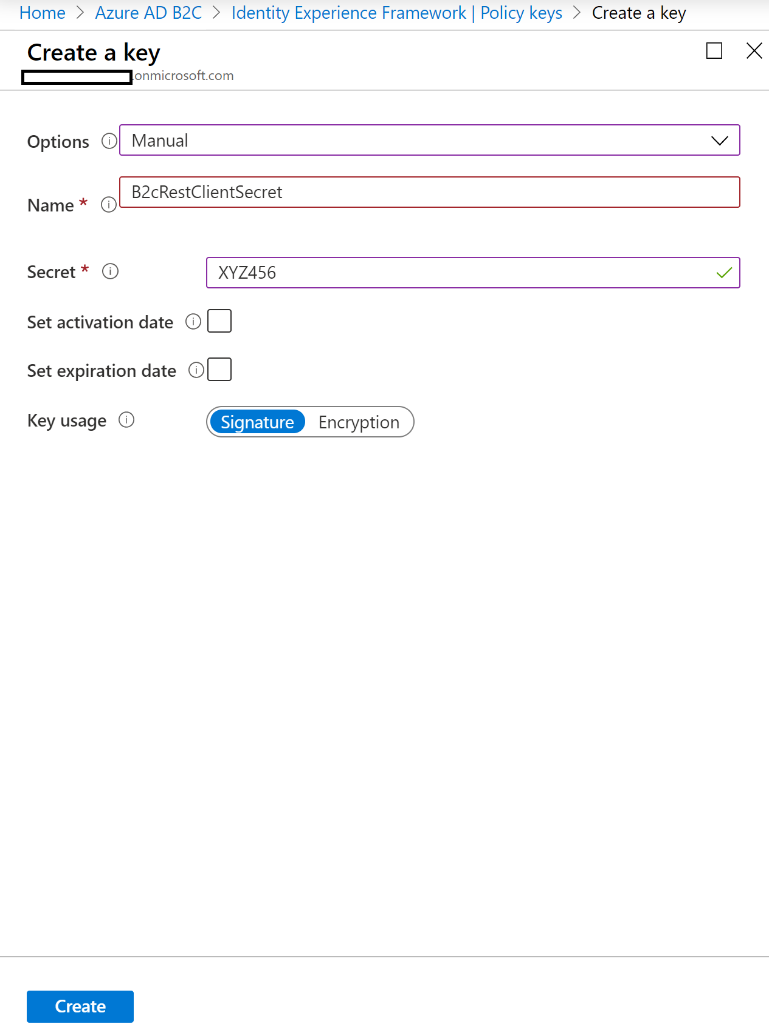 Home > Azure AD B2C > Identity Experience Framework | Policy keys > Create a key
Create a key
.onmicrosoft.com
Options Manual
Name * B2cRestClientSecret
Secret * XYZ456
Set activation date
Set expiration date
Key usage Signature Encryption
Create